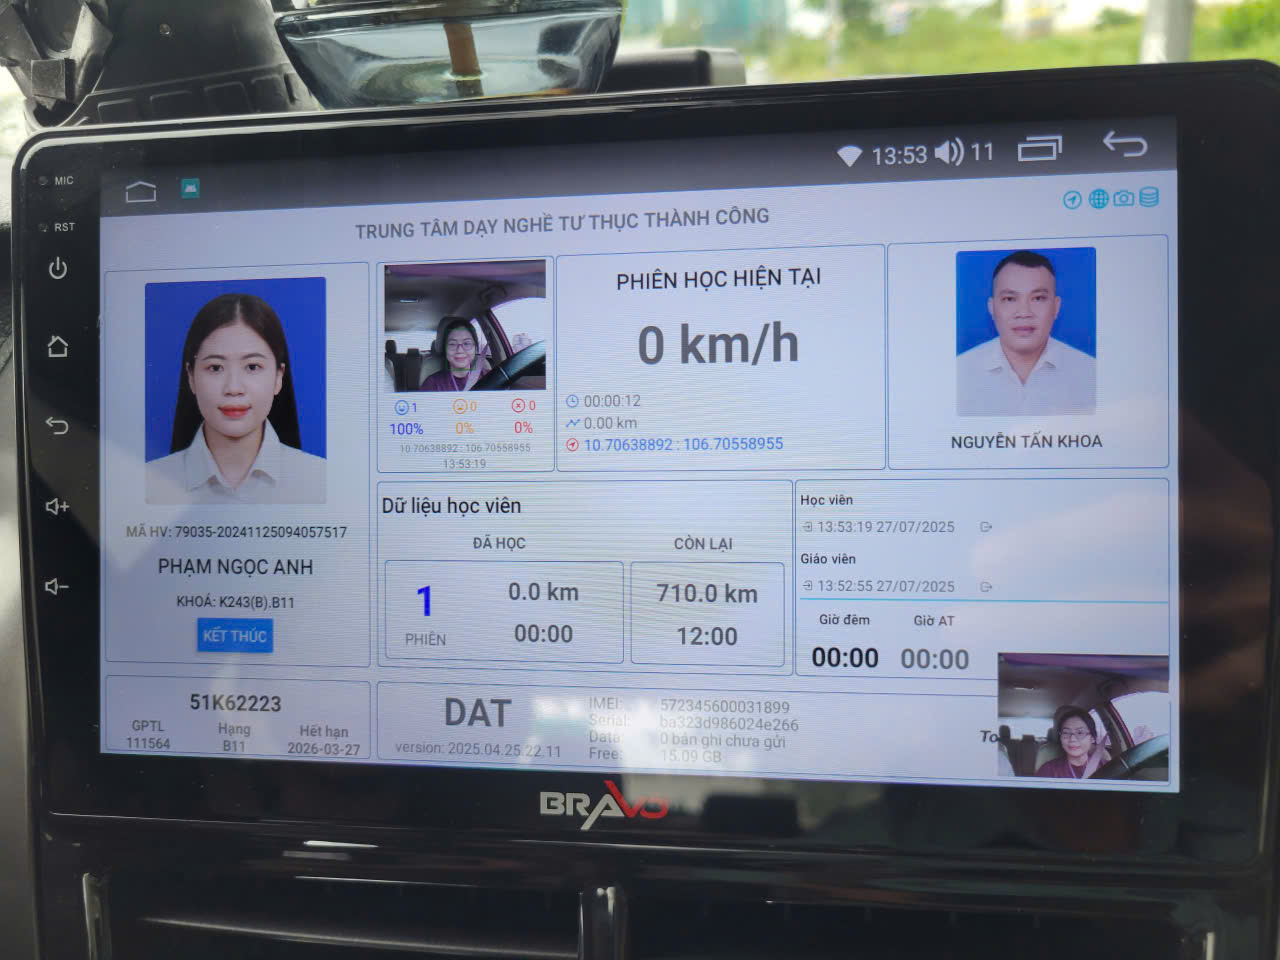 MIC
RST
13:53
11
TRUNG TÂM DẠY NGHỀ TƯ THỤC THÀNH CÔNG
MÃ HV: 79035-20241125094057517
PHẠM NGỌC ANH
KHOÁ: K243(B).B11
KẾT THÚC
1 0 0
100% 0% 0%
10.70638892 : 106.70558955
13:53:19
PHIÊN HỌC HIỆN TẠI
0 km/h
00:00:12
0.00 km
10.70638892 : 106.70558955
NGUYỄN TẤN KHOA
Dữ liệu học viên
ĐÃ HỌC
CÒN LẠI
1
PHIÊN
0.0 km
00:00
710.0 km
12:00
Học viên
13:53:19 27/07/2025
Giáo viên
13:52:55 27/07/2025
Giờ đêm Giờ AT
00:00 00:00
51K62223
GPTL Hạng Hết hạn
111564 B11 2026-03-27
DAT
version: 2025.04.25.22.11
IMEI: 572345600031899
Serial: ba323d986024e266
Data: 0 bản ghi chưa gửi
Free: 15.09 GB
To
BRAVO